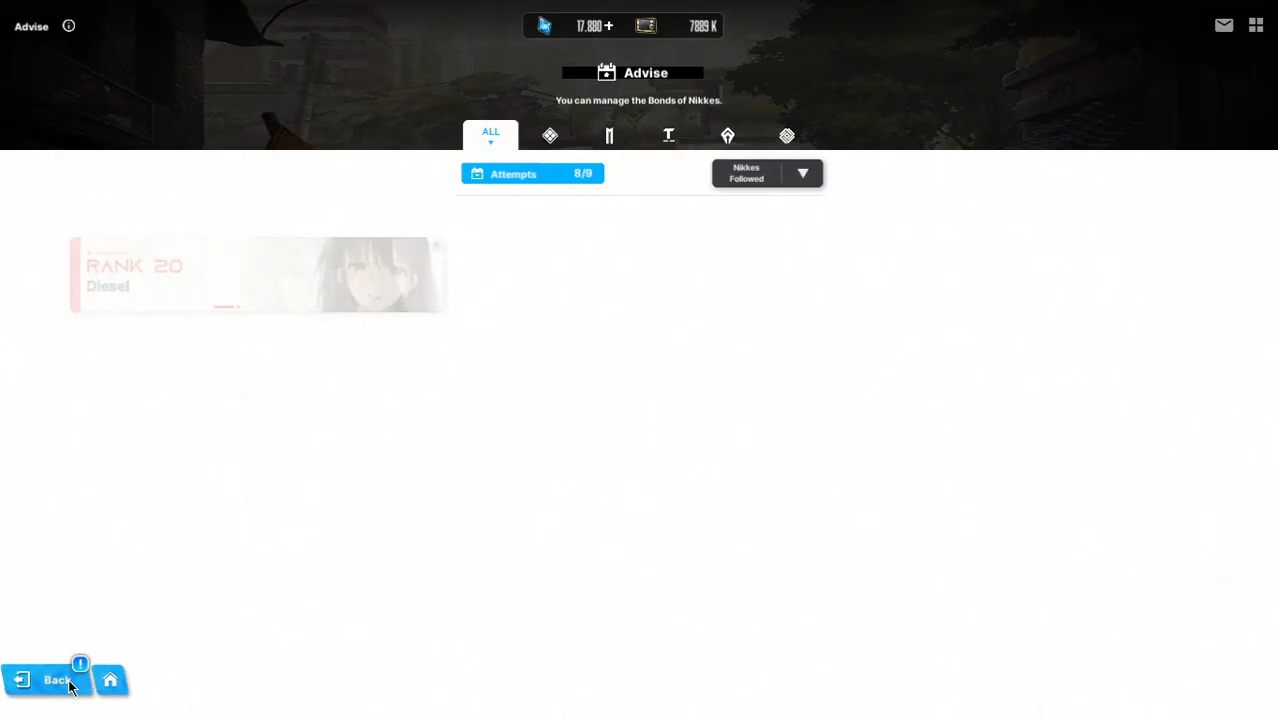 Advise
17.880+
7889 K
Advise
You can manage the Bonds of Nikkes.
ALL
Attempts 8/9
Nikkes
Followed
RANK 20
Diesel
Back